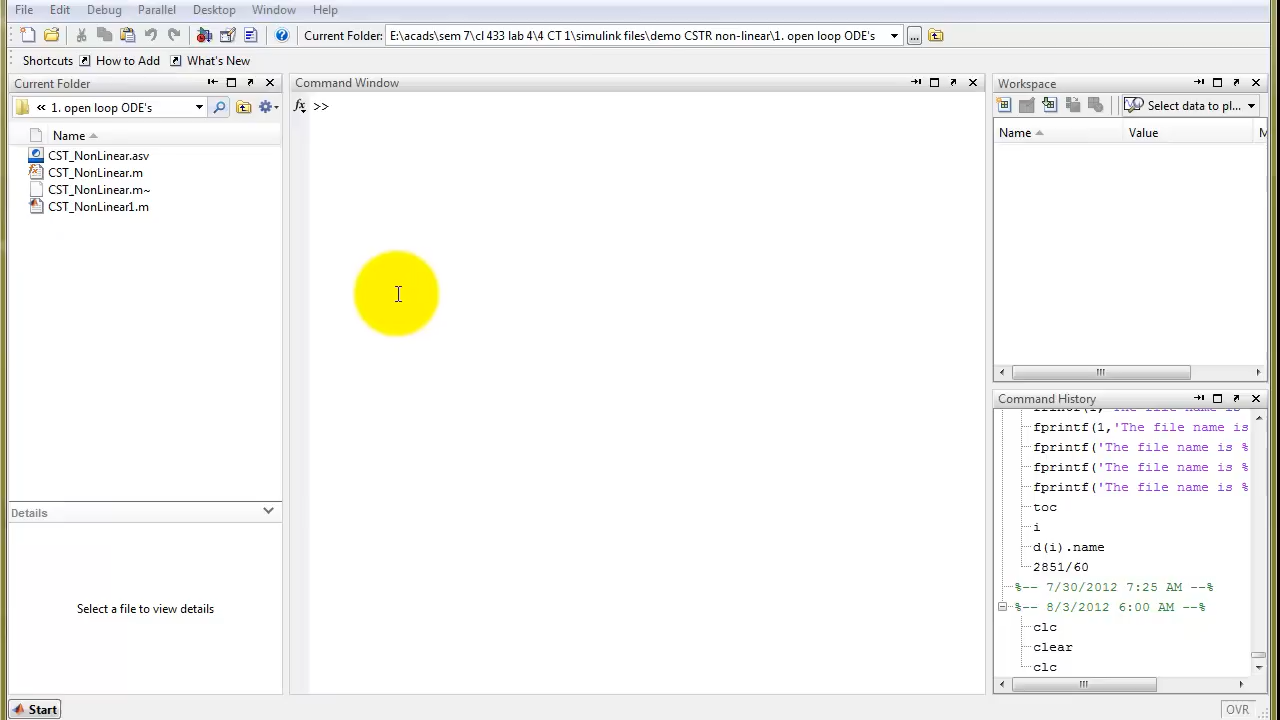 File Edit Debug Parallel Desktop Window Help
Current Folder: E:\acads\sem 7\cl 433 lab 4\4 CT 1\simulink files\demo CSTR non-linear\1. open loop ODE's
Shortcuts How to Add What's New
Current Folder
« 1. open loop ODE's
Name
CST_NonLinear.asv
CST_NonLinear.m
CST_NonLinear.m~
CST_NonLinear1.m
Details
Select a file to view details
Command Window
fx >>
Workspace
Select data to pl...
Name Value M
Command History
fprintf(1,'The file name is
fprintf('The file name is %
fprintf('The file name is %
fprintf('The file name is %
toc
i
d(i).name
2851/60
%-- 7/30/2012 7:25 AM --%
%-- 8/3/2012 6:00 AM --%
clc
clear
clc
Start
OVR